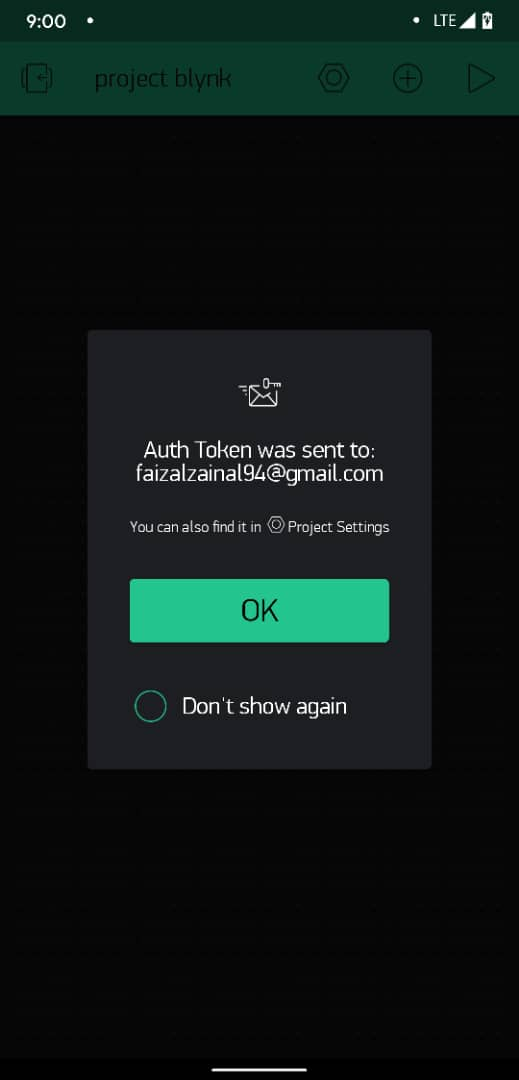 9:00
LTE
project blynk
Auth Token was sent to:
faizalzainal94@gmail.com
You can also find it in Project Settings
OK
Don't show again